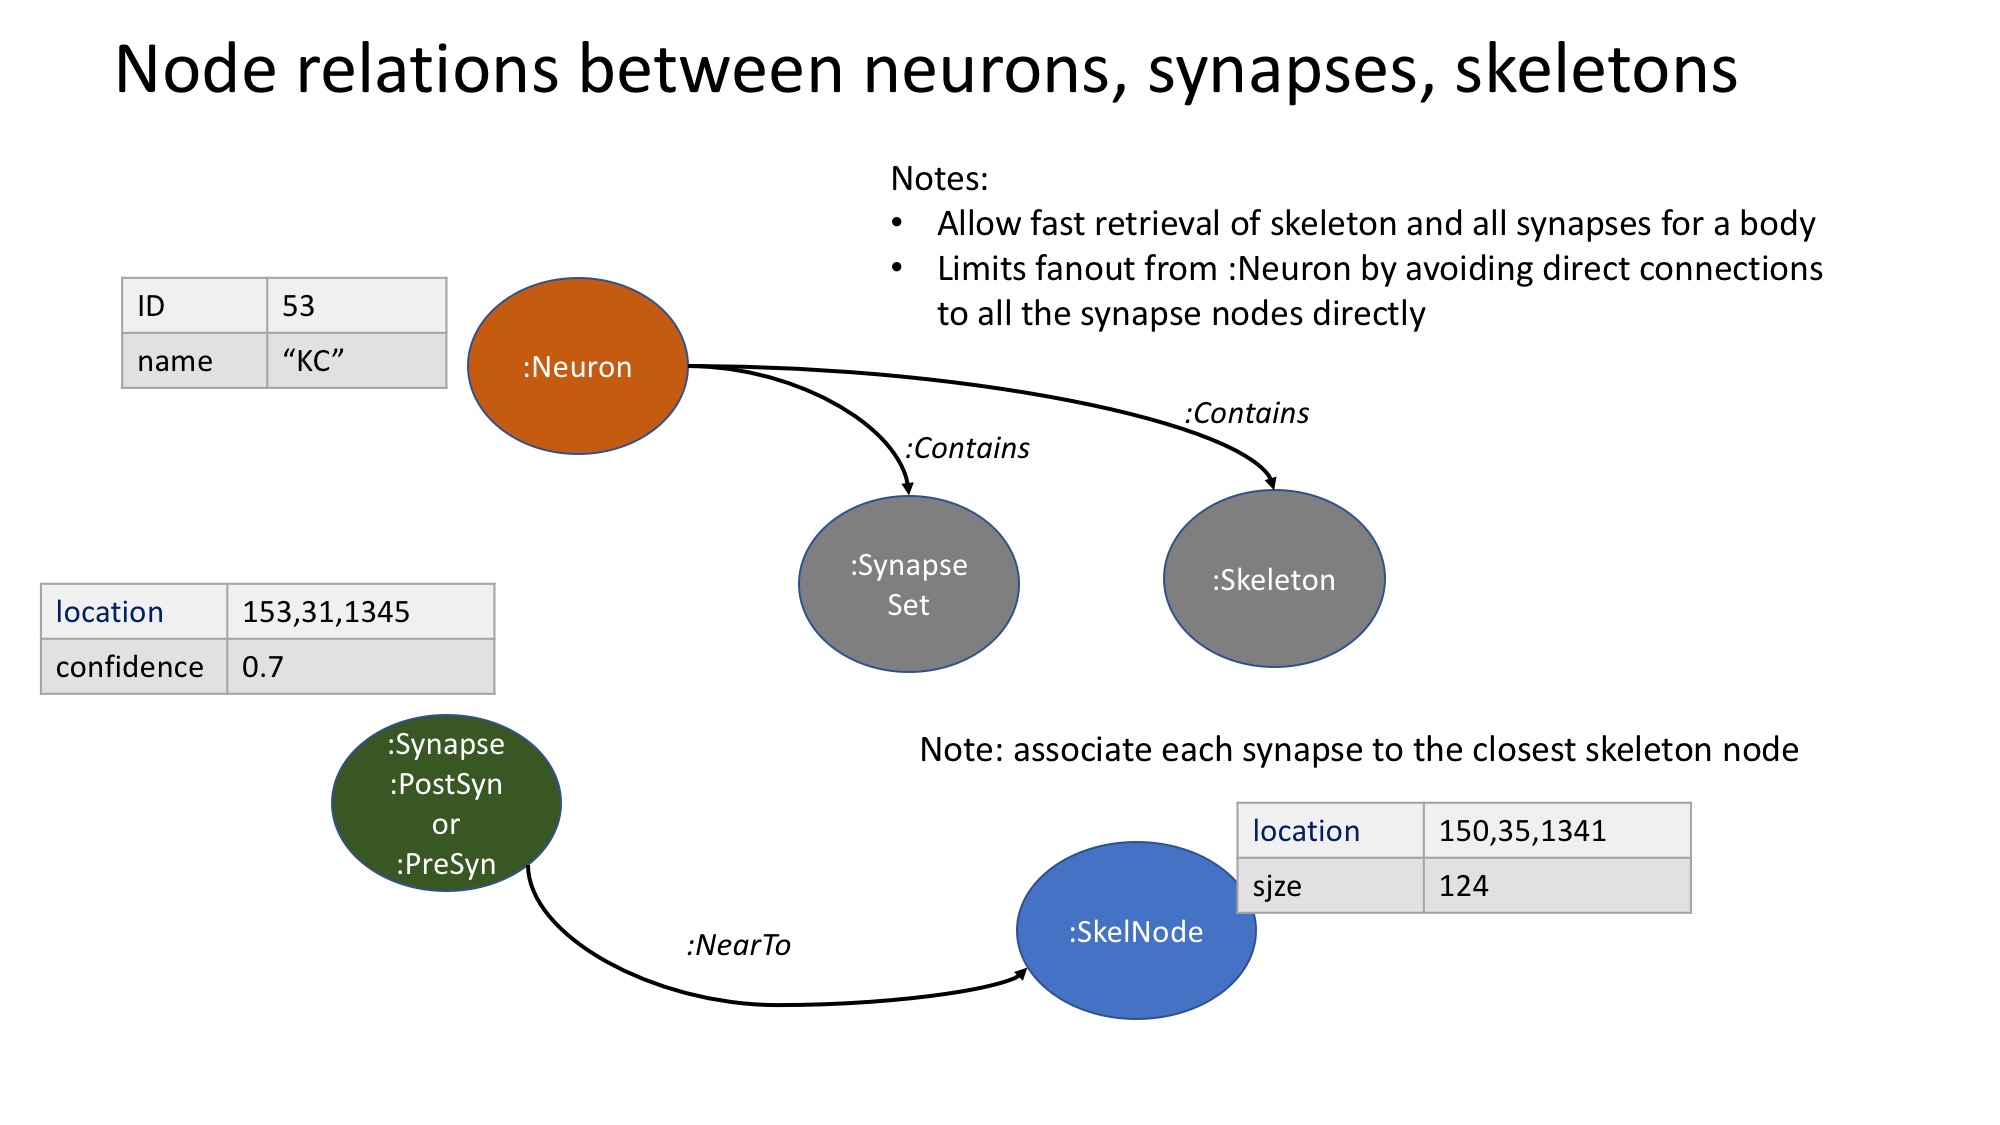 Node relations between neurons, synapses, skeletons
Notes:
• Allow fast retrieval of skeleton and all synapses for a body
• Limits fanout from :Neuron by avoiding direct connections
to all the synapse nodes directly
ID 53
name “KC”
:Neuron
:Contains
:Contains
:Synapse
Set
:Skeleton
location 153,31,1345
confidence 0.7
:Synapse
:PostSyn
or
:PreSyn
Note: associate each synapse to the closest skeleton node
location 150,35,1341
sjze 124
:SkelNode
:NearTo